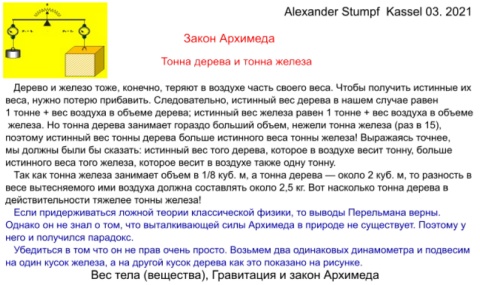 Alexander Stumpf  Kassel 03. 2021
Закон Архимеда
Тонна дерева и тонна железа
Дерево и железо тоже, конечно, теряют в воздухе часть своего веса. Чтобы получить истинные их
веса, нужно потерю прибавить. Следовательно, истинный вес дерева в нашем случае равен
1 тонне + вес воздуха в объеме дерева; истинный вес железа равен 1 тонне + вес воздуха в объеме
железа. Но тонна дерева занимает гораздо больший объем, нежели тонна железа (раз в 15),
поэтому истинный вес тонны дерева больше истинного веса тонны железа! Выражаясь точнее,
мы должны были бы сказать: истинный вес того дерева, которое в воздухе весит тонну, больше
истинного веса того железа, которое весит в воздухе также одну тонну.
Так как тонна железа занимает объем в 1/8 куб. м, а тонна дерева — около 2 куб. м, то разность в
весе вытесняемого ими воздуха должна составлять около 2,5 кг. Вот насколько тонна дерева в
действительности тяжелее тонны железа!
Если придерживаться ложной теории классической физики, то выводы Перельмана верны.
Однако он не знал о том, что выталкивающей силы Архимеда в природе не существует. Поэтому у
него и получился парадокс.
Убедиться в том что он не прав очень просто. Возьмем два одинаковых динамометра и подвесим
на один кусок железа, а на другой кусок дерева как это показано на рисунке.
Вес тела (вещества), Гравитация и закон Архимеда